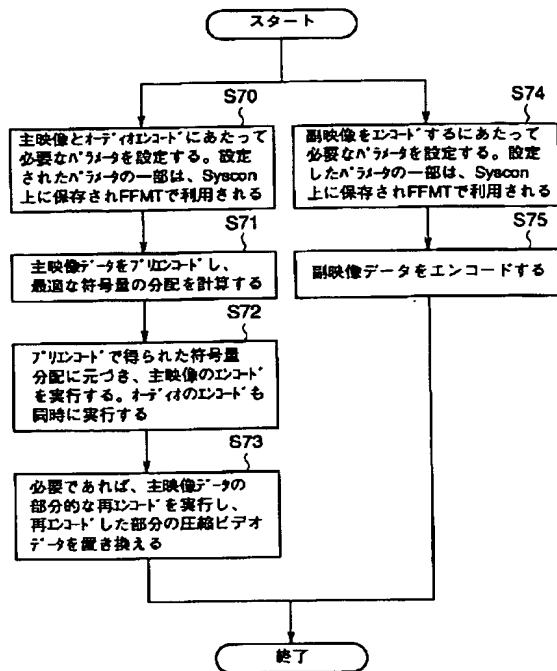 スタート
S70
主映像とオーディオエンコードにあたって
必要なパラメータを設定する。設定
されたパラメータの一部は、Syscon
上に保存されFFMTで利用される
S71
主映像データをプリエンコードし、
最適な符号量の分配を計算する
S72
プリエンコードで得られた符号量
分配に元づき、主映像のエンコード
を実行する。オーディオのエンコードも
同時に実行する
S73
必要であれば、主映像データの
部分的な再エンコードを実行し、
再エンコードした部分の圧縮ビデオ
データを置き換える
S74
副映像をエンコードするにあたって
必要なパラメータを設定する。設定
したパラメータの一部は、Syscon
上に保存されFFMTで利用される
S75
副映像データをエンコードする
終了